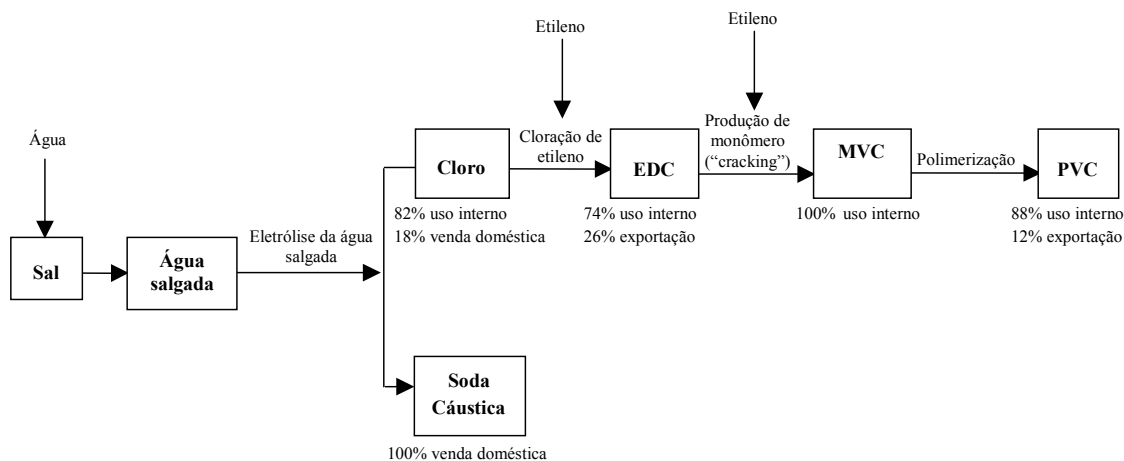 Etileno
Etileno
Água
Cloração de
etileno
Produção de
monômero
(“cracking”)
Cloro
EDC
MVC
Polimerização
PVC
82% uso interno
18% venda doméstica
74% uso interno
26% exportação
100% uso interno
88% uso interno
12% exportação
Sal
Água
salgada
Eletrólise da água
salgada
Soda
Cáustica
100% venda doméstica